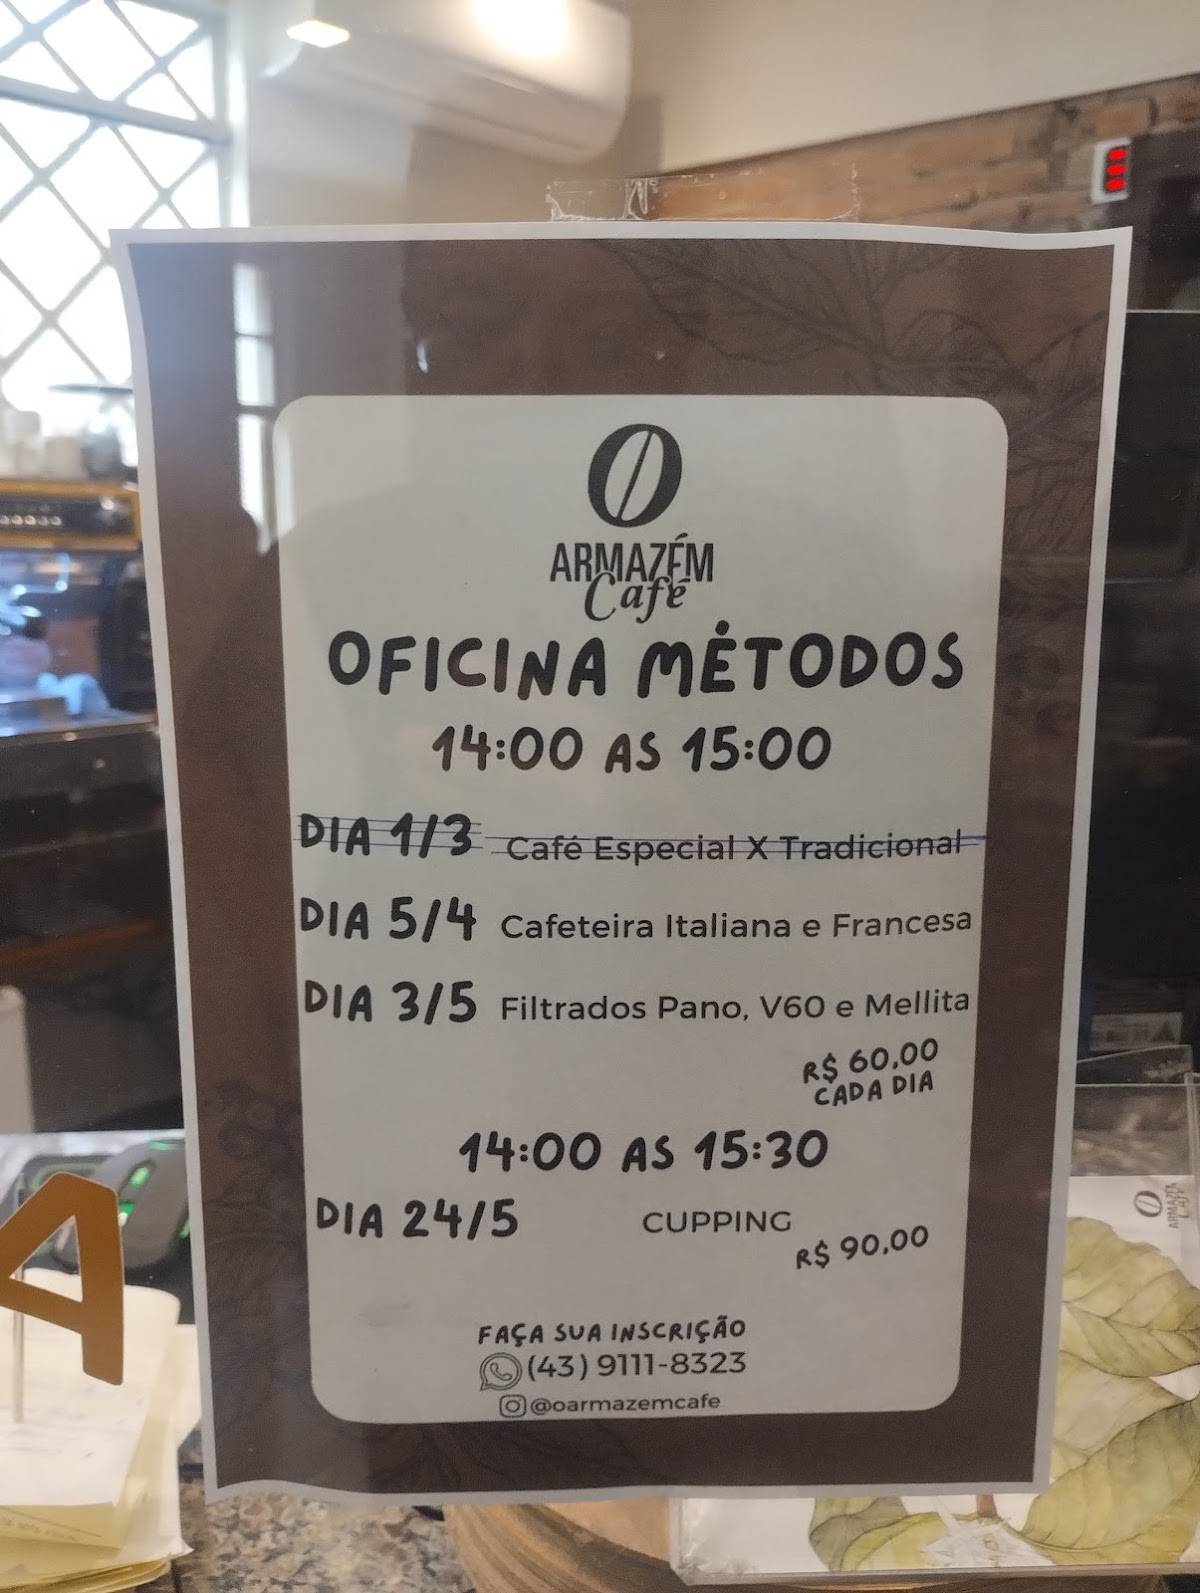 ARMAZÉM
Café
OFICINA MÉTODOS
14:00 AS 15:00
DIA 1/3 Café Especial X Tradicional
DIA 5/4 Cafeteira Italiana e Francesa
DIA 3/5 Filtrados Pano, V60 e Mellita
R$ 60,00
CADA DIA
14:00 AS 15:30
DIA 24/5 CUPPING
R$ 90,00
FAÇA SUA INSCRIÇÃO
(43) 9111-8323
@oarmazemcafe
A
ARMAZÉM
Café